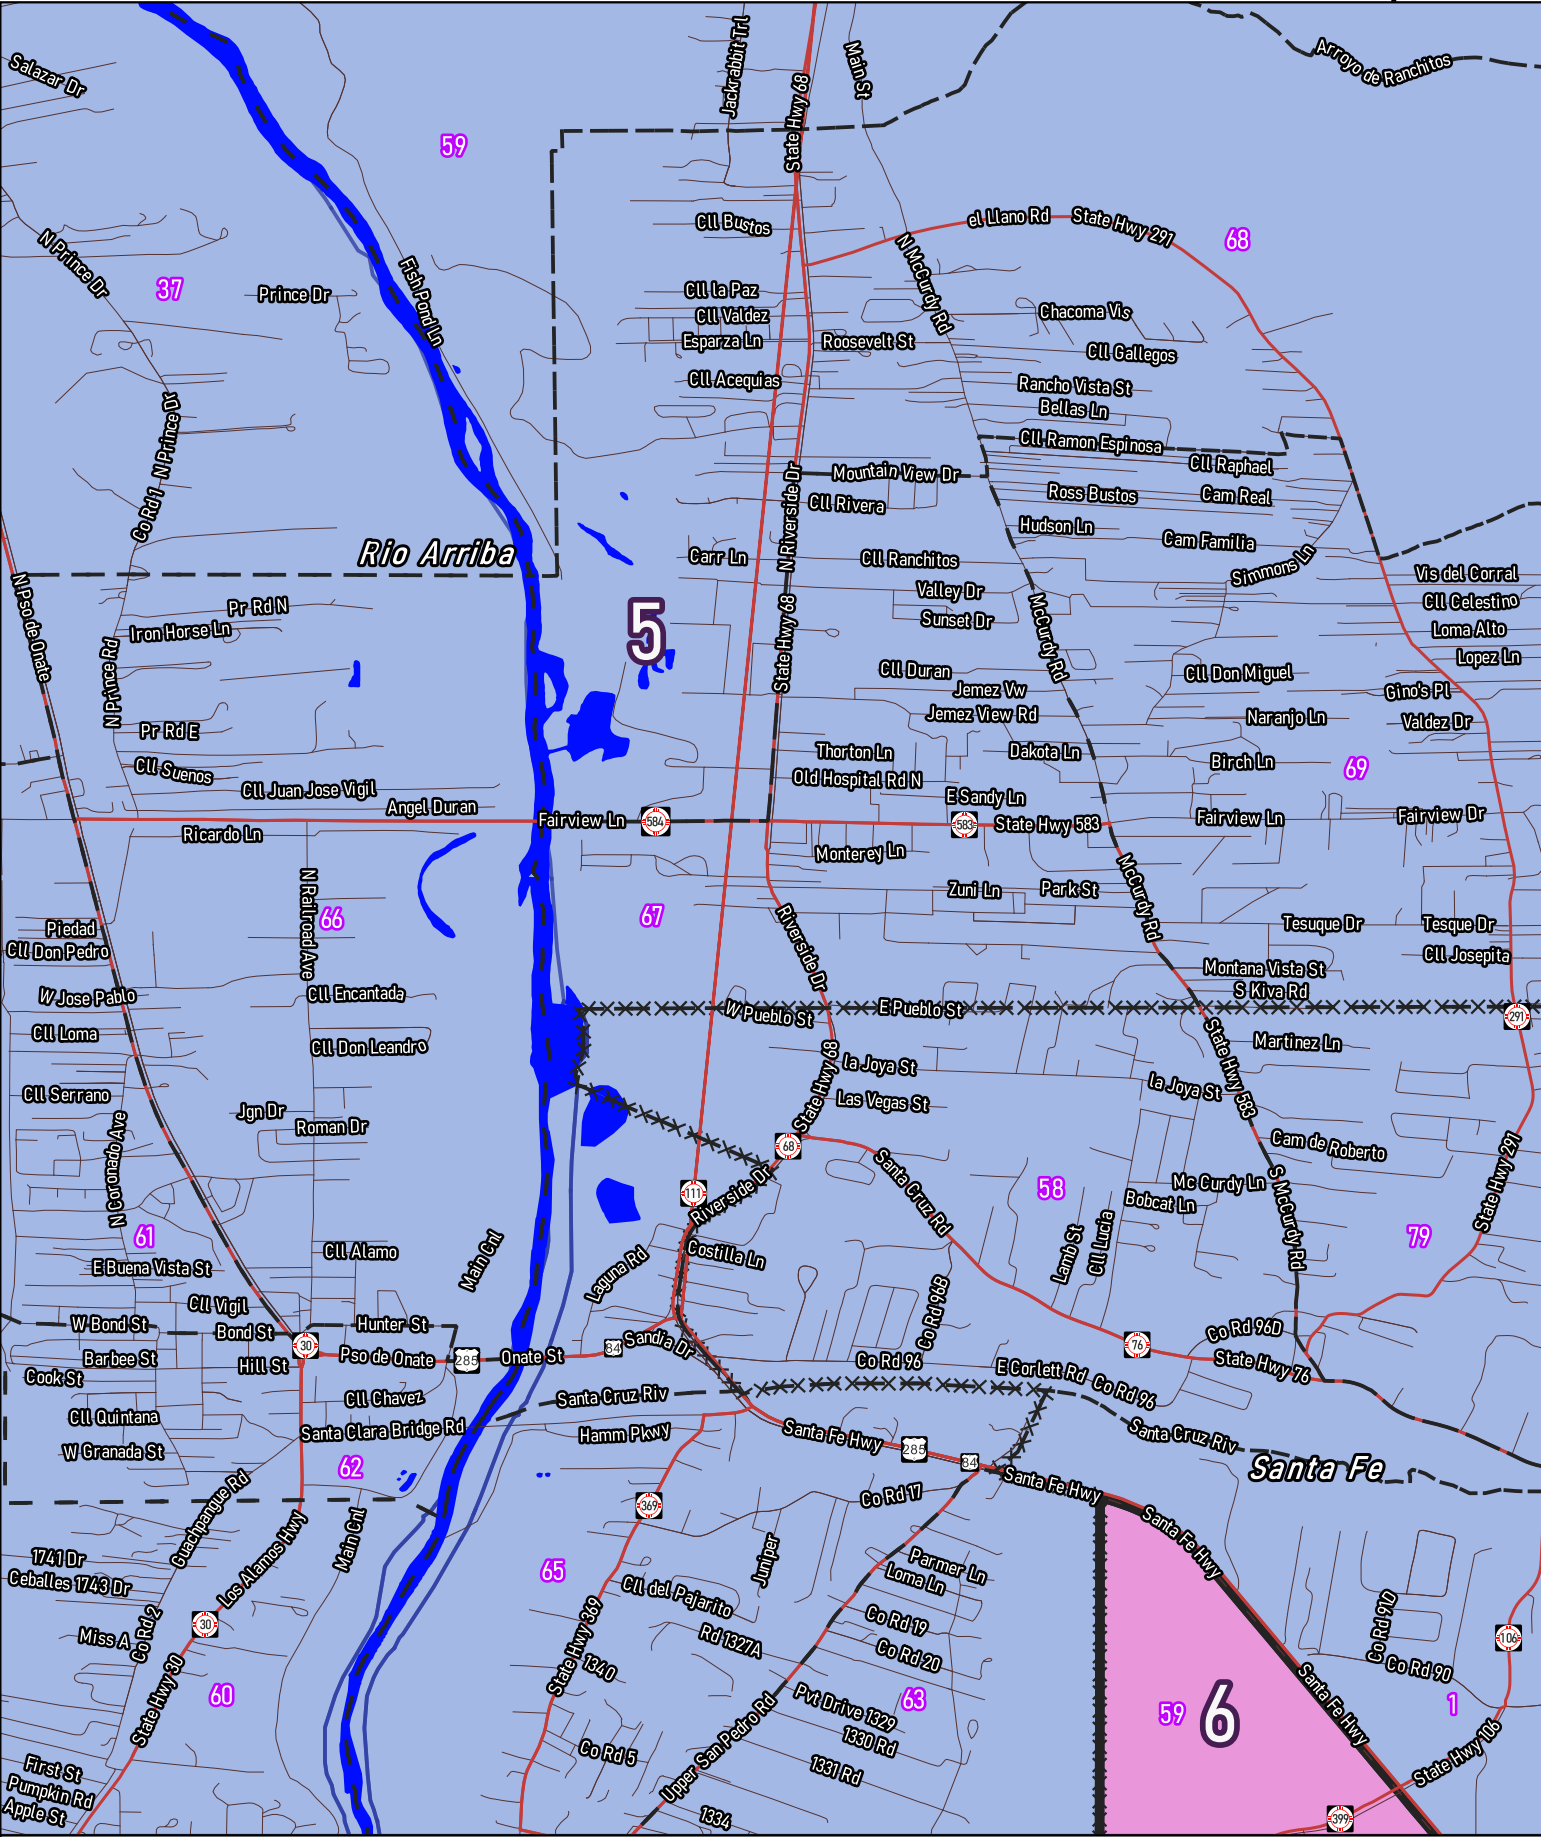 Salazar Dr
Jackrabbit Trl
State Hwy 68
Main St
Arroyo de Ranchitos
59
N Prince Dr
37
Prince Dr
Fish Pond Ln
Cll Bustos
el Llano Rd
State Hwy 291
68
N McCurdy Rd
Cll la Paz
Cll Valdez
Esparza Ln
Roosevelt St
Chacoma Vis
Cll Gallegos
Cll Acequias
Rancho Vista St
Bellas Ln
N Prince Dr
Co Rd 1
Cll Ramon Espinosa
Cll Raphael
Mountain View Dr
Cll Rivera
Ross Bustos
Cam Real
N Riverside Dr
Hudson Ln
Cam Familia
Rio Arriba
Carr Ln
Cll Ranchitos
Simmons Ln
Vis del Corral
N Pso de Onate
Pr Rd N
Iron Horse Ln
5
Valley Dr
Sunset Dr
McCurdy Rd
Cll Celestino
Loma Alto
Lopez Ln
N Prince Rd
State Hwy 68
Cll Duran
Jemez Vw
Jemez View Rd
Cll Don Miguel
Gino's Pl
Naranjo Ln
Valdez Dr
Pr Rd E
Cll Suenos
Thorton Ln
Dakota Ln
Birch Ln
69
Cll Juan Jose Vigil
Angel Duran
Old Hospital Rd N
E Sandy Ln
Ricardo Ln
Fairview Ln
584
583
State Hwy 583
Fairview Ln
Fairview Dr
Monterey Ln
N Railroad Ave
66
67
Zuni Ln
Park St
McCurdy Rd
Piedad
Cll Don Pedro
Riverside Dr
Tesuque Dr
Tesque Dr
Cll Josepita
Montana Vista St
S Kiva Rd
W Jose Pablo
Cll Encantada
W Pueblo St
E Pueblo St
291
Cll Loma
Cll Don Leandro
la Joya St
State Hwy 68
State Hwy 583
Martinez Ln
Cll Serrano
Jgn Dr
Roman Dr
Las Vegas St
la Joya St
68
Cam de Roberto
N Coronado Ave
111
Riverside Dr
Santa Cruz Rd
58
Mc Curdy Ln
Bobcat Ln
S McCurdy Rd
State Hwy 291
61
79
Cll Alamo
Main Cnl
Laguna Rd
Costilla Ln
Lamb St
Cll Lucia
E Buena Vista St
Cll Vigil
Co Rd 96B
W Bond St
Bond St
Hunter St
30
Pso de Onate
285
Onate St
84
Sandia Dr
76
Co Rd 96D
State Hwy 76
Barbee St
Hill St
Cook St
Co Rd 96
E Corlett Rd
Co Rd 96
Cll Chavez
Santa Cruz Riv
Cll Quintana
Santa Clara Bridge Rd
Hamm Pkwy
Santa Fe Hwy
285
84
Santa Cruz Riv
W Granada St
62
Santa Fe
Guachpangue Rd
Los Alamos Hwy
Main Cnl
369
Co Rd 17
Santa Fe Hwy
Santa Fe Hwy
1741 Dr
Ceballes 1743 Dr
65
Juniper
Parmer Ln
Loma Ln
Cll del Pajarito
Co Rd 19
Co Rd 20
Rd 1327A
Co Rd 2
30
Miss A
State Hwy 369
1340
Co Rd 91D
106
Co Rd 90
State Hwy 30
60
63
Pvt Drive 1329
1330 Rd
1331 Rd
59
6
Santa Fe Hwy
1
State Hwy 106
Co Rd 5
Upper San Pedro Rd
First St
Pumpkin Rd
Apple St
1334
399